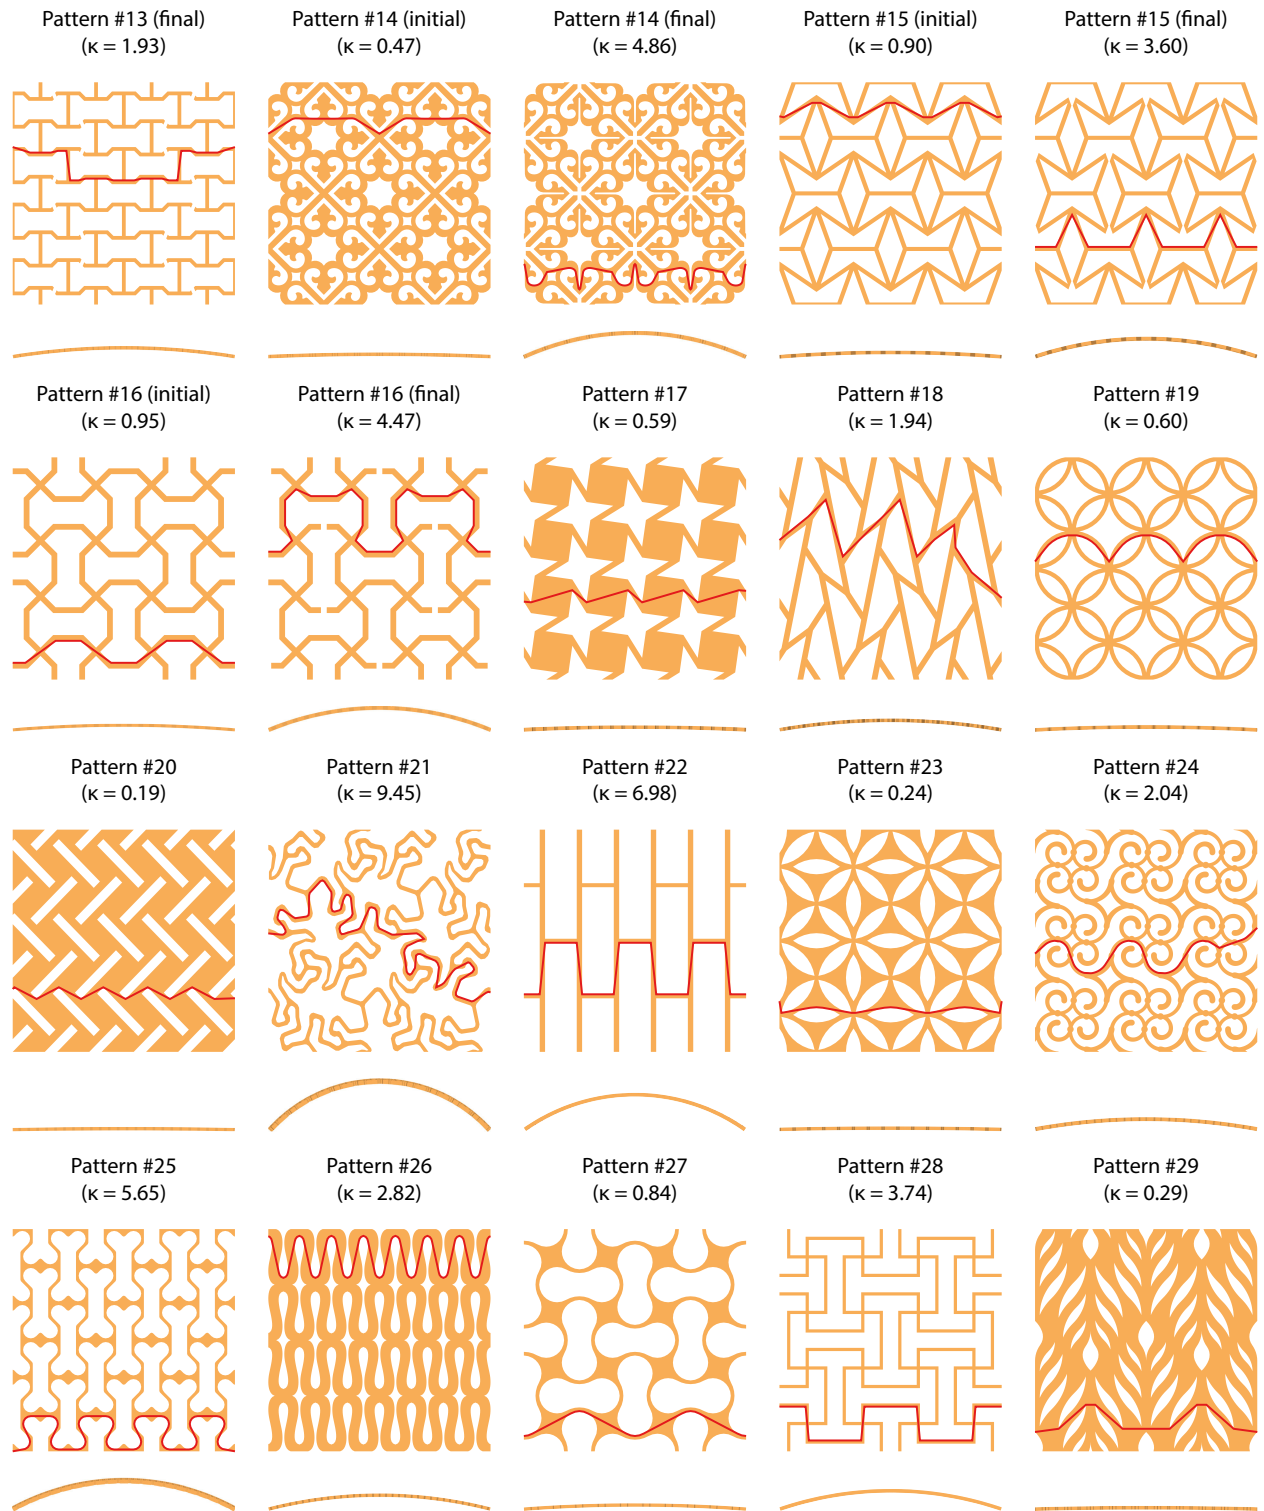 Pattern #13 (final)
(κ = 1.93)
Pattern #14 (initial)
(κ = 0.47)
Pattern #14 (final)
(κ = 4.86)
Pattern #15 (initial)
(κ = 0.90)
Pattern #15 (final)
(κ = 3.60)
Pattern #16 (initial)
(κ = 0.95)
Pattern #16 (final)
(κ = 4.47)
Pattern #17
(κ = 0.59)
Pattern #18
(κ = 1.94)
Pattern #19
(κ = 0.60)
Pattern #20
(κ = 0.19)
Pattern #21
(κ = 9.45)
Pattern #22
(κ = 6.98)
Pattern #23
(κ = 0.24)
Pattern #24
(κ = 2.04)
Pattern #25
(κ = 5.65)
Pattern #26
(κ = 2.82)
Pattern #27
(κ = 0.84)
Pattern #28
(κ = 3.74)
Pattern #29
(κ = 0.29)